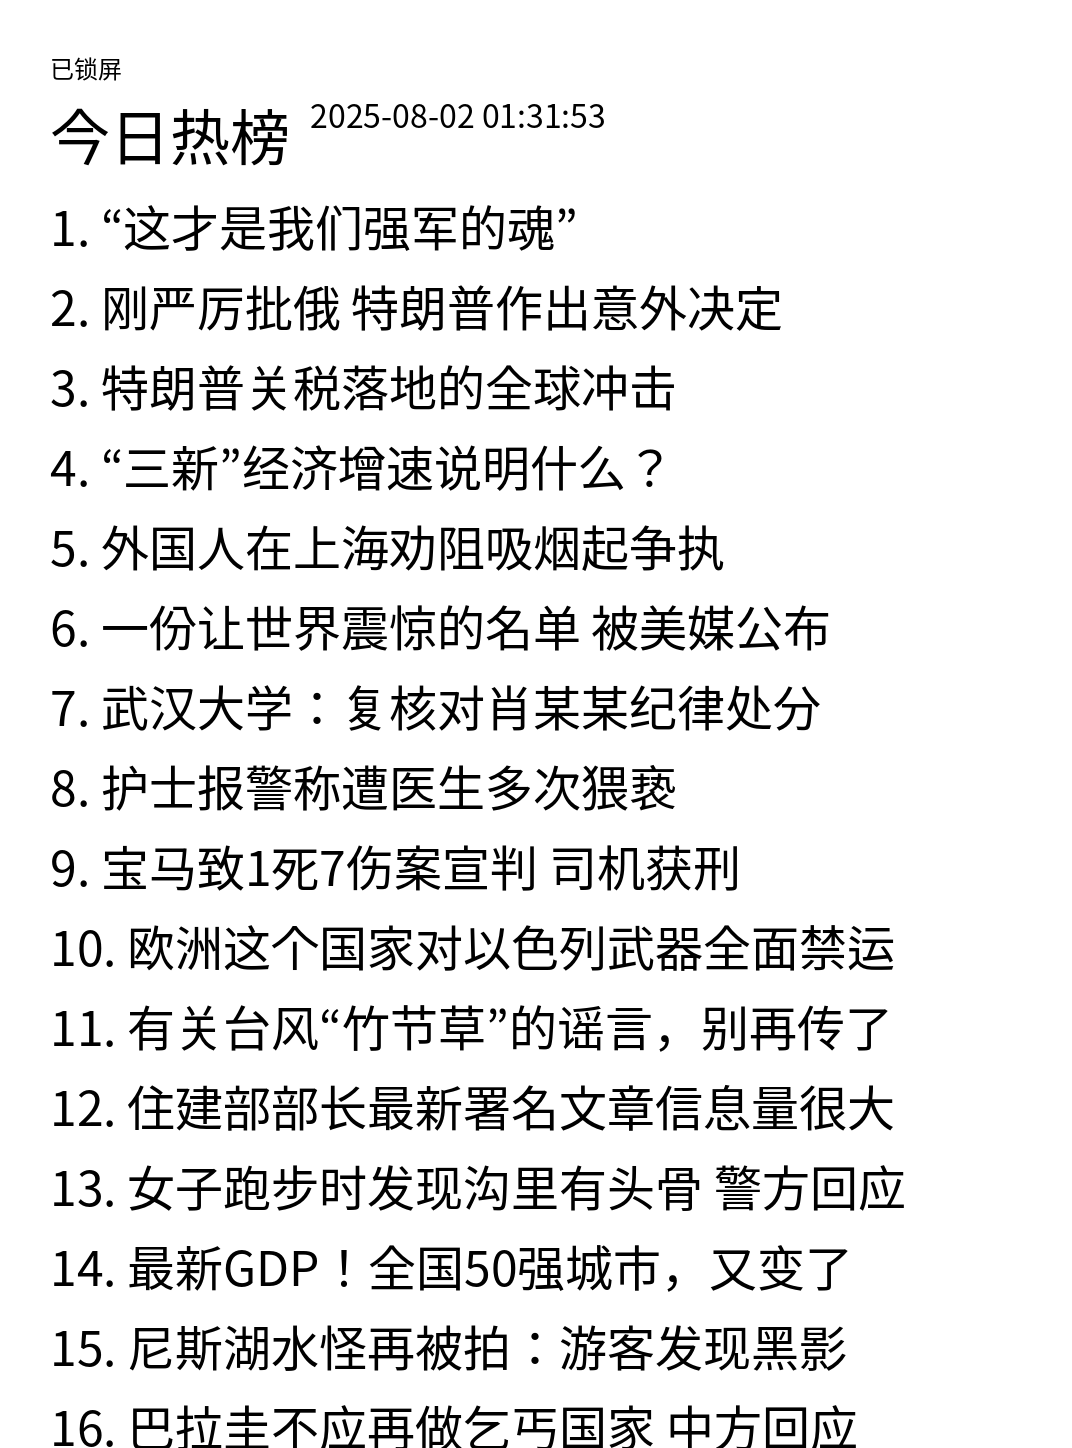 已锁屏
今日热榜 2025-08-02 01:31:53
1. “这才是我们强军的魂”
2. 刚严厉批俄 特朗普作出意外决定
3. 特朗普关税落地的全球冲击
4. “三新”经济增速说明什么？
5. 外国人在上海劝阻吸烟起争执
6. 一份让世界震惊的名单 被美媒公布
7. 武汉大学：复核对肖某某纪律处分
8. 护士报警称遭医生多次猥亵
9. 宝马致1死7伤案宣判 司机获刑
10. 欧洲这个国家对以色列武器全面禁运
11. 有关台风“竹节草”的谣言，别再传了
12. 住建部部长最新署名文章信息量很大
13. 女子跑步时发现沟里有头骨 警方回应
14. 最新GDP！全国50强城市，又变了
15. 尼斯湖水怪再被拍：游客发现黑影
16. 巴拉圭不应再做乞丐国家 中方回应